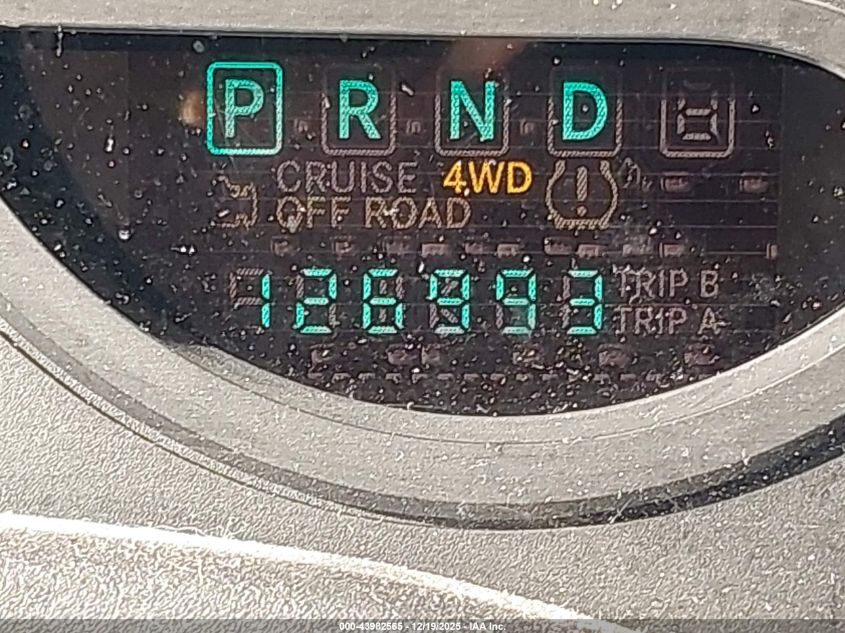 P R N D
CRUISE 4WD
OFF ROAD
TRIP B
126993
TRIP A
000-43982565 - 12/19/2025 - IAA Inc.